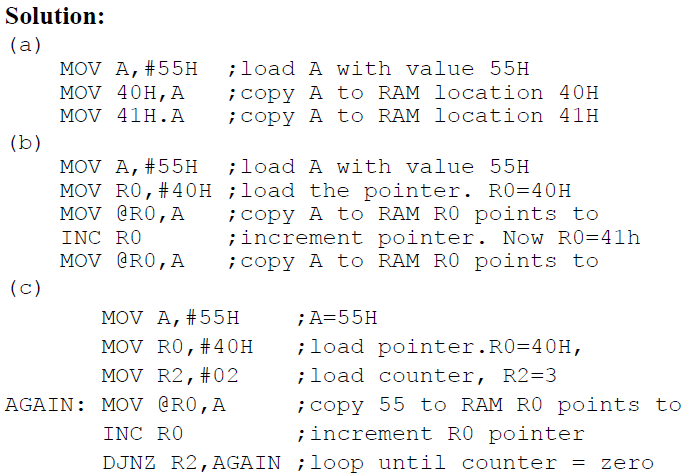 Solution:
(a)
MOV A,#55H ;load A with value 55H
MOV 40H,A ;copy A to RAM location 40H
MOV 41H.A ;copy A to RAM location 41H
(b)
MOV A,#55H ;load A with value 55H
MOV R0,#40H ;load the pointer. R0=40H
MOV @R0,A ;copy A to RAM R0 points to
INC R0 ;increment pointer. Now R0=41h
MOV @R0,A ;copy A to RAM R0 points to
(c)
MOV A,#55H ;A=55H
MOV R0,#40H ;load pointer.R0=40H,
MOV R2,#02 ;load counter, R2=3
AGAIN: MOV @R0,A ;copy 55 to RAM R0 points to
INC R0 ;increment R0 pointer
DJNZ R2,AGAIN ;loop until counter = zero